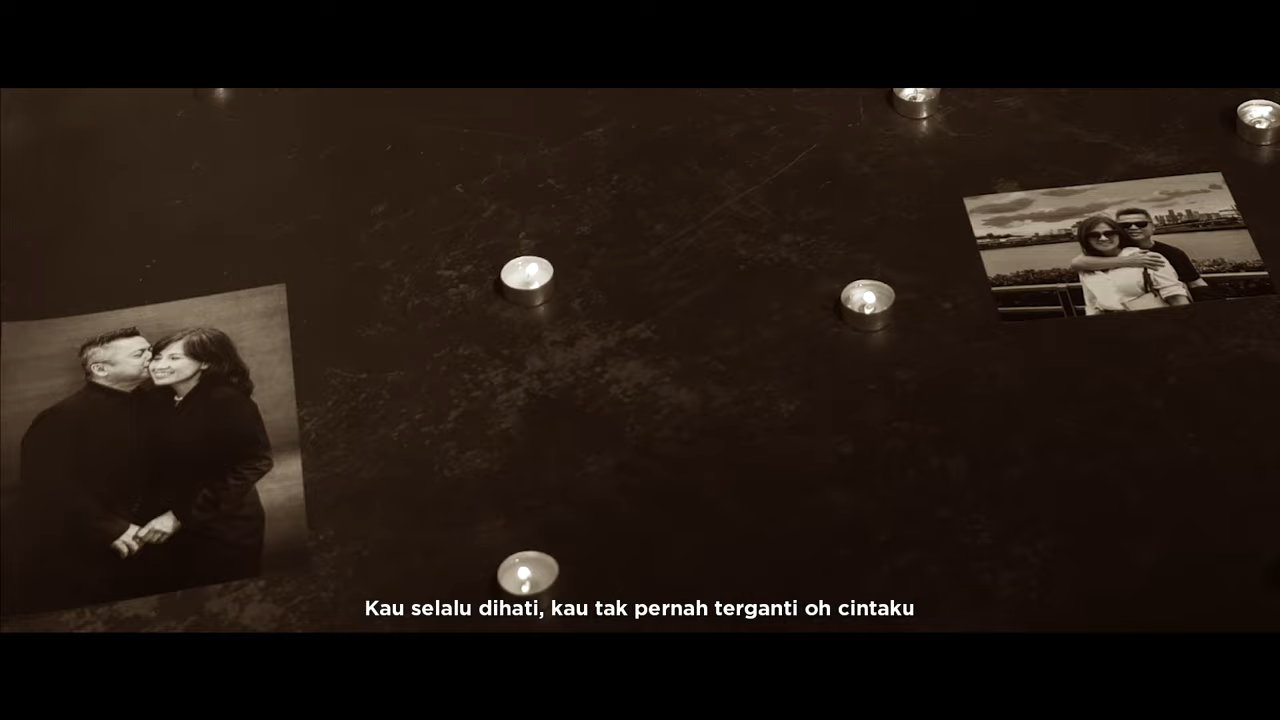 Kau selalu dihati, kau tak pernah terganti oh cintaku